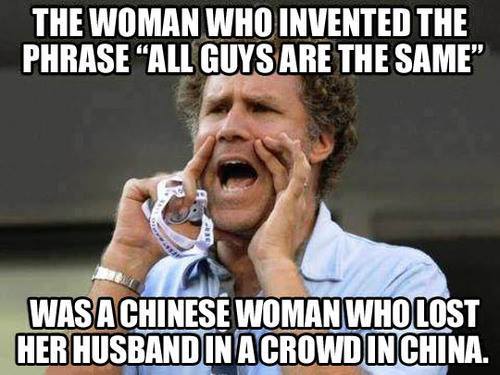 THE WOMAN WHO INVENTED THE
PHRASE "ALL GUYS ARE THE SAME"
WAS A CHINESE WOMAN WHO LOST
HER HUSBAND IN A CROWD IN CHINA.